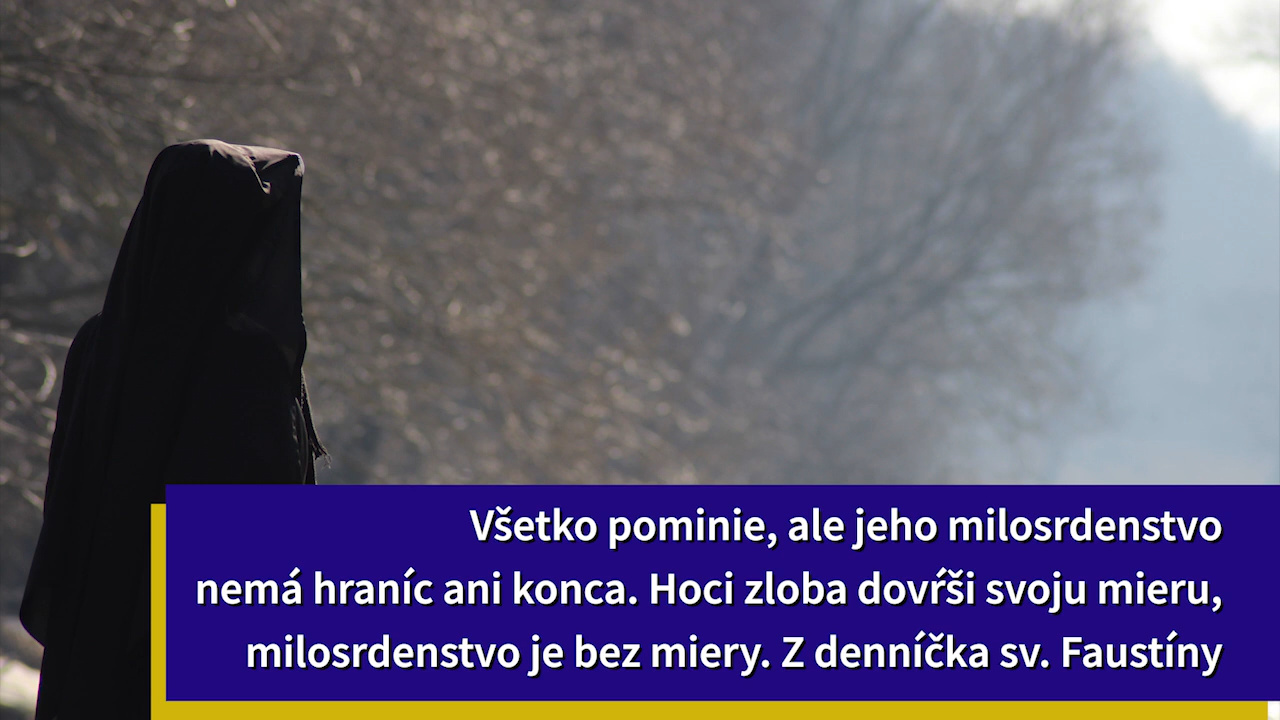 Všetko pominie, ale jeho milosrdenstvo
nemá hraníc ani konca. Hoci zloba dovŕši svoju mieru,
milosrdenstvo je bez miery. Z denníčka sv. Faustíny